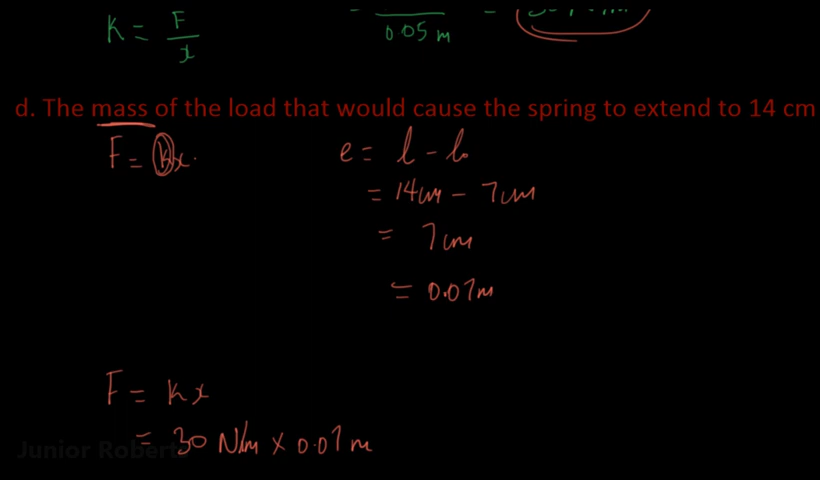 K = F / x = / 0.05 m =
d. The mass of the load that would cause the spring to extend to 14 cm
F = kx. e = l - l₀
= 14cm - 7cm
= 7cm
= 0.07m
F = kx
= 30 N/m × 0.07 m
Junior Robert